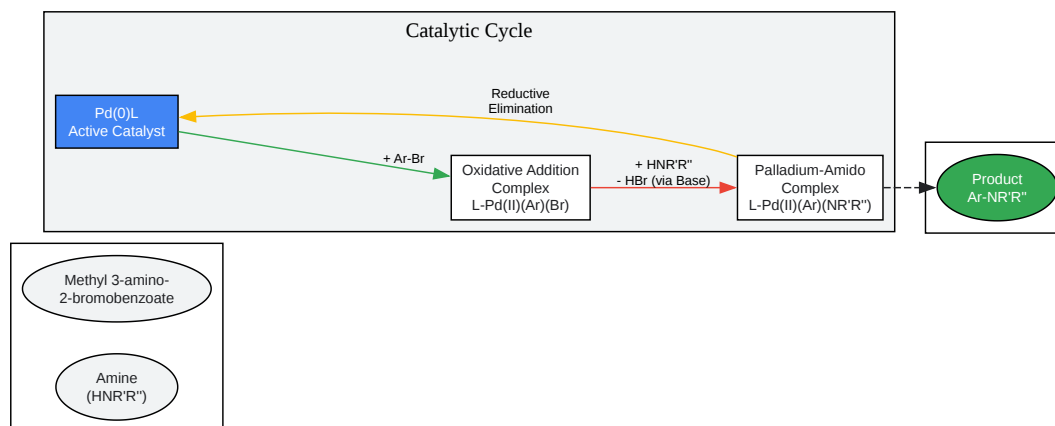 Catalytic Cycle
Reductive
Elimination
Pd(0)L
Active Catalyst
+ Ar-Br
Oxidative Addition
Complex
L-Pd(II)(Ar)(Br)
+ HNR'R''
- HBr (via Base)
Palladium-Amido
Complex
L-Pd(II)(Ar)(NR'R'')
Product
Ar-NR'R''
Methyl 3-amino-
2-bromobenzoate
Amine
(HNR'R'')